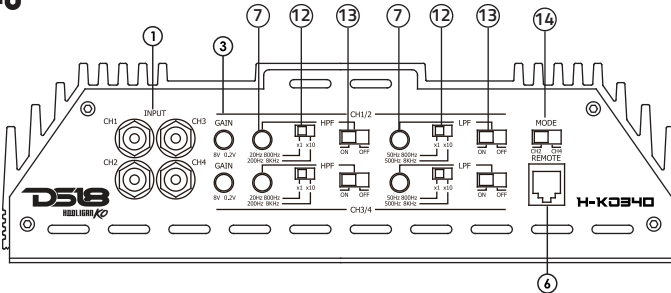 7 12 13 7 12 13 14
1 3
CH1/2
INPUT
CH1 CH3
CH2 CH4
GAIN HPF LPF MODE
8V 0.2V
20Hz 800Hz
200Hz 8KHz
x1 x10
ON OFF
50Hz 800Hz
500Hz 8KHz
x1 x10
ON OFF
CH2 CH4
REMOTE
GAIN HPF LPF
8V 0.2V
20Hz 800Hz
200Hz 8KHz
x1 x10
ON OFF
50Hz 800Hz
500Hz 8KHz
x1 x10
ON OFF
CH3/4
DS18
HOOLIGAN KO
H-KO340
6